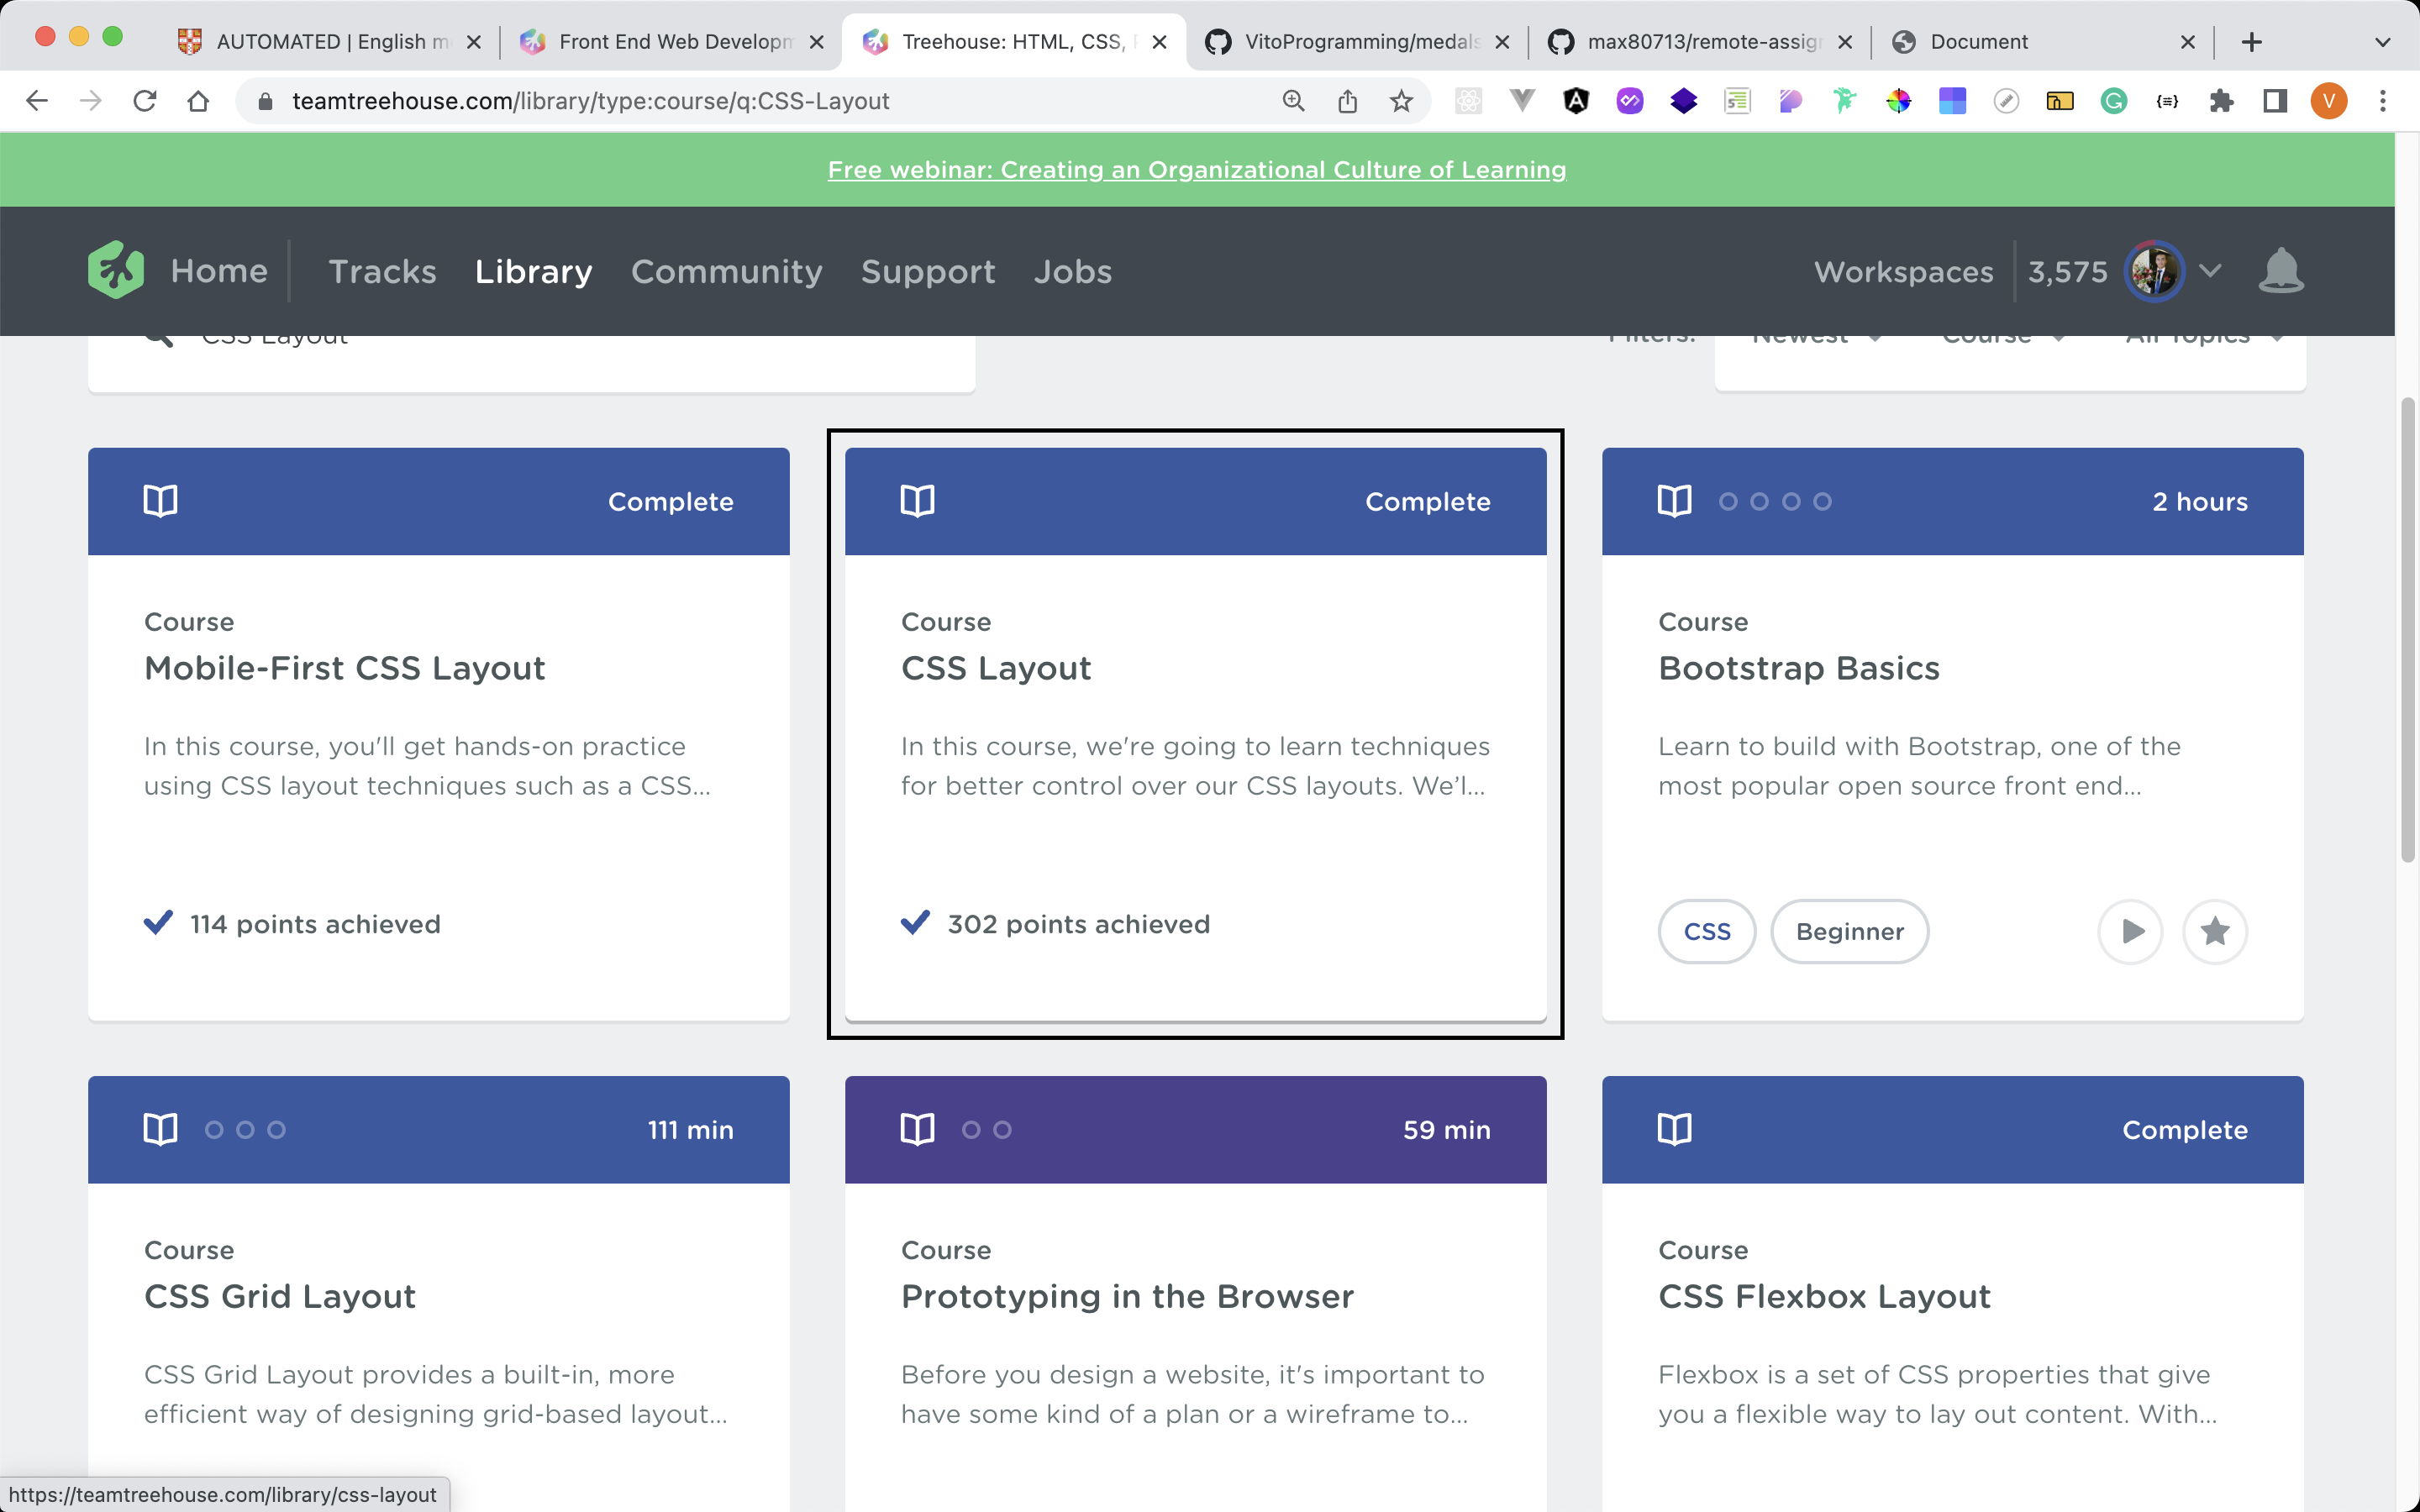 AUTOMATED | English m
Front End Web Developm
Treehouse: HTML, CSS,
VitoProgramming/medals
max80713/remote-assig
Document
teamtreehouse.com/library/type:course/q:CSS-Layout
V
Free webinar: Creating an Organizational Culture of Learning
Home
Tracks
Library
Community
Support
Jobs
Workspaces
3,575
CSS Layout
Filters:
Newest
Course
All Topics
Complete
Course
Mobile-First CSS Layout
In this course, you'll get hands-on practice
using CSS layout techniques such as a CSS...
114 points achieved
Complete
Course
CSS Layout
In this course, we're going to learn techniques
for better control over our CSS layouts. We’l...
302 points achieved
2 hours
Course
Bootstrap Basics
Learn to build with Bootstrap, one of the
most popular open source front end...
CSS
Beginner
111 min
Course
CSS Grid Layout
CSS Grid Layout provides a built-in, more
efficient way of designing grid-based layout...
59 min
Course
Prototyping in the Browser
Before you design a website, it's important to
have some kind of a plan or a wireframe to...
Complete
Course
CSS Flexbox Layout
Flexbox is a set of CSS properties that give
you a flexible way to lay out content. With...
https://teamtreehouse.com/library/css-layout